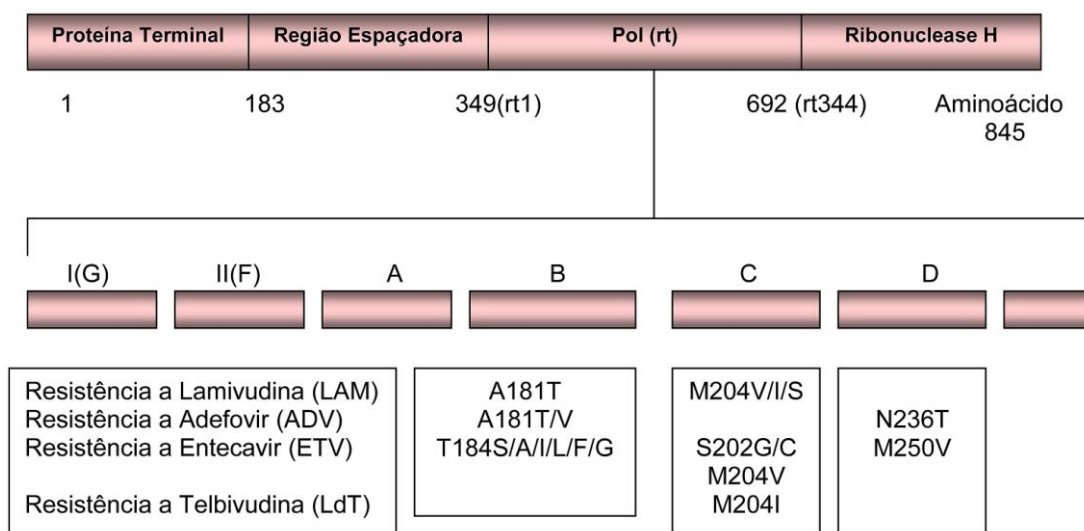 Proteína Terminal Região Espaçadora Pol (rt) Ribonuclease H
1 183 349(rt1) 692 (rt344) Aminoácido
845
I(G) II(F) A B C D
Resistência a Lamivudina (LAM) A181T M204V/I/S
Resistência a Adefovir (ADV) A181T/V N236T
Resistência a Entecavir (ETV) T184S/A/I/L/F/G S202G/C M250V
M204V
Resistência a Telbivudina (LdT) M204I